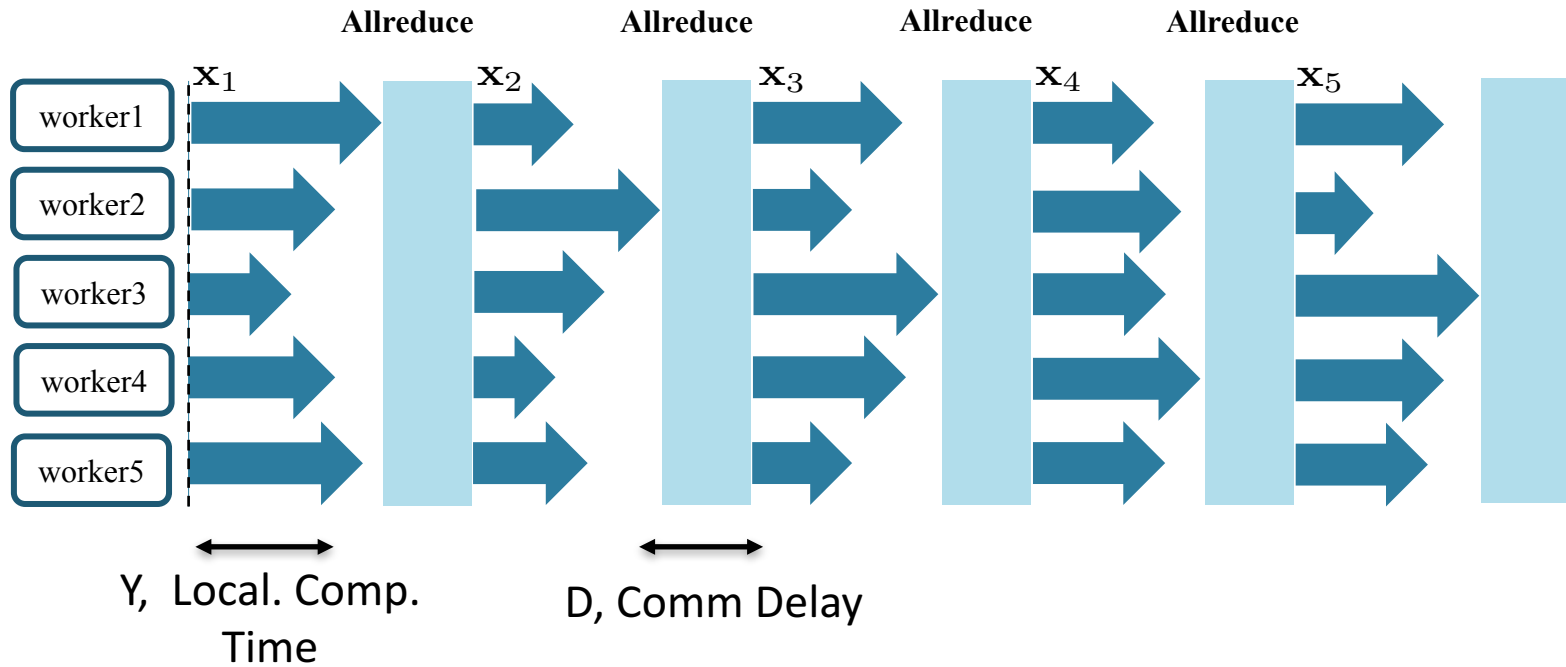 Allreduce Allreduce Allreduce Allreduce
x₁ x₂ x₃ x₄ x₅
worker1
worker2
worker3
worker4
worker5
Y, Local. Comp.
Time
D, Comm Delay